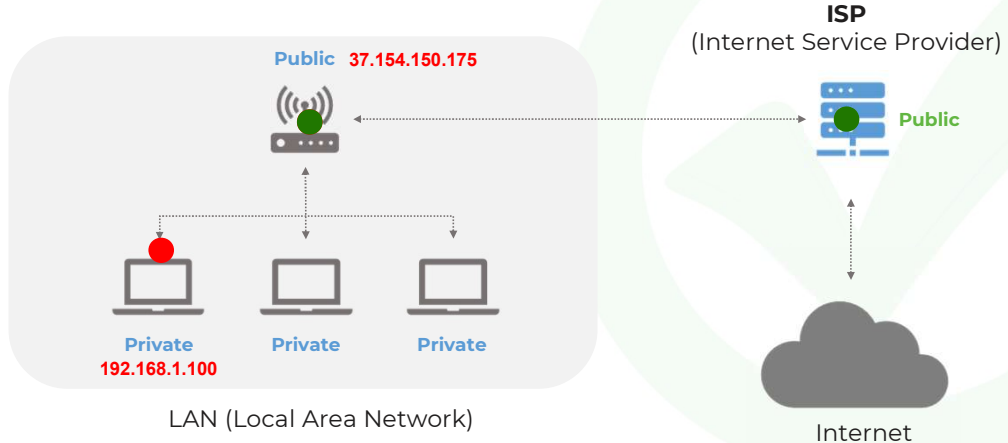 ISP
(Internet Service Provider)
Public 37.154.150.175
Public
Private
192.168.1.100
Private
Private
LAN (Local Area Network)
Internet